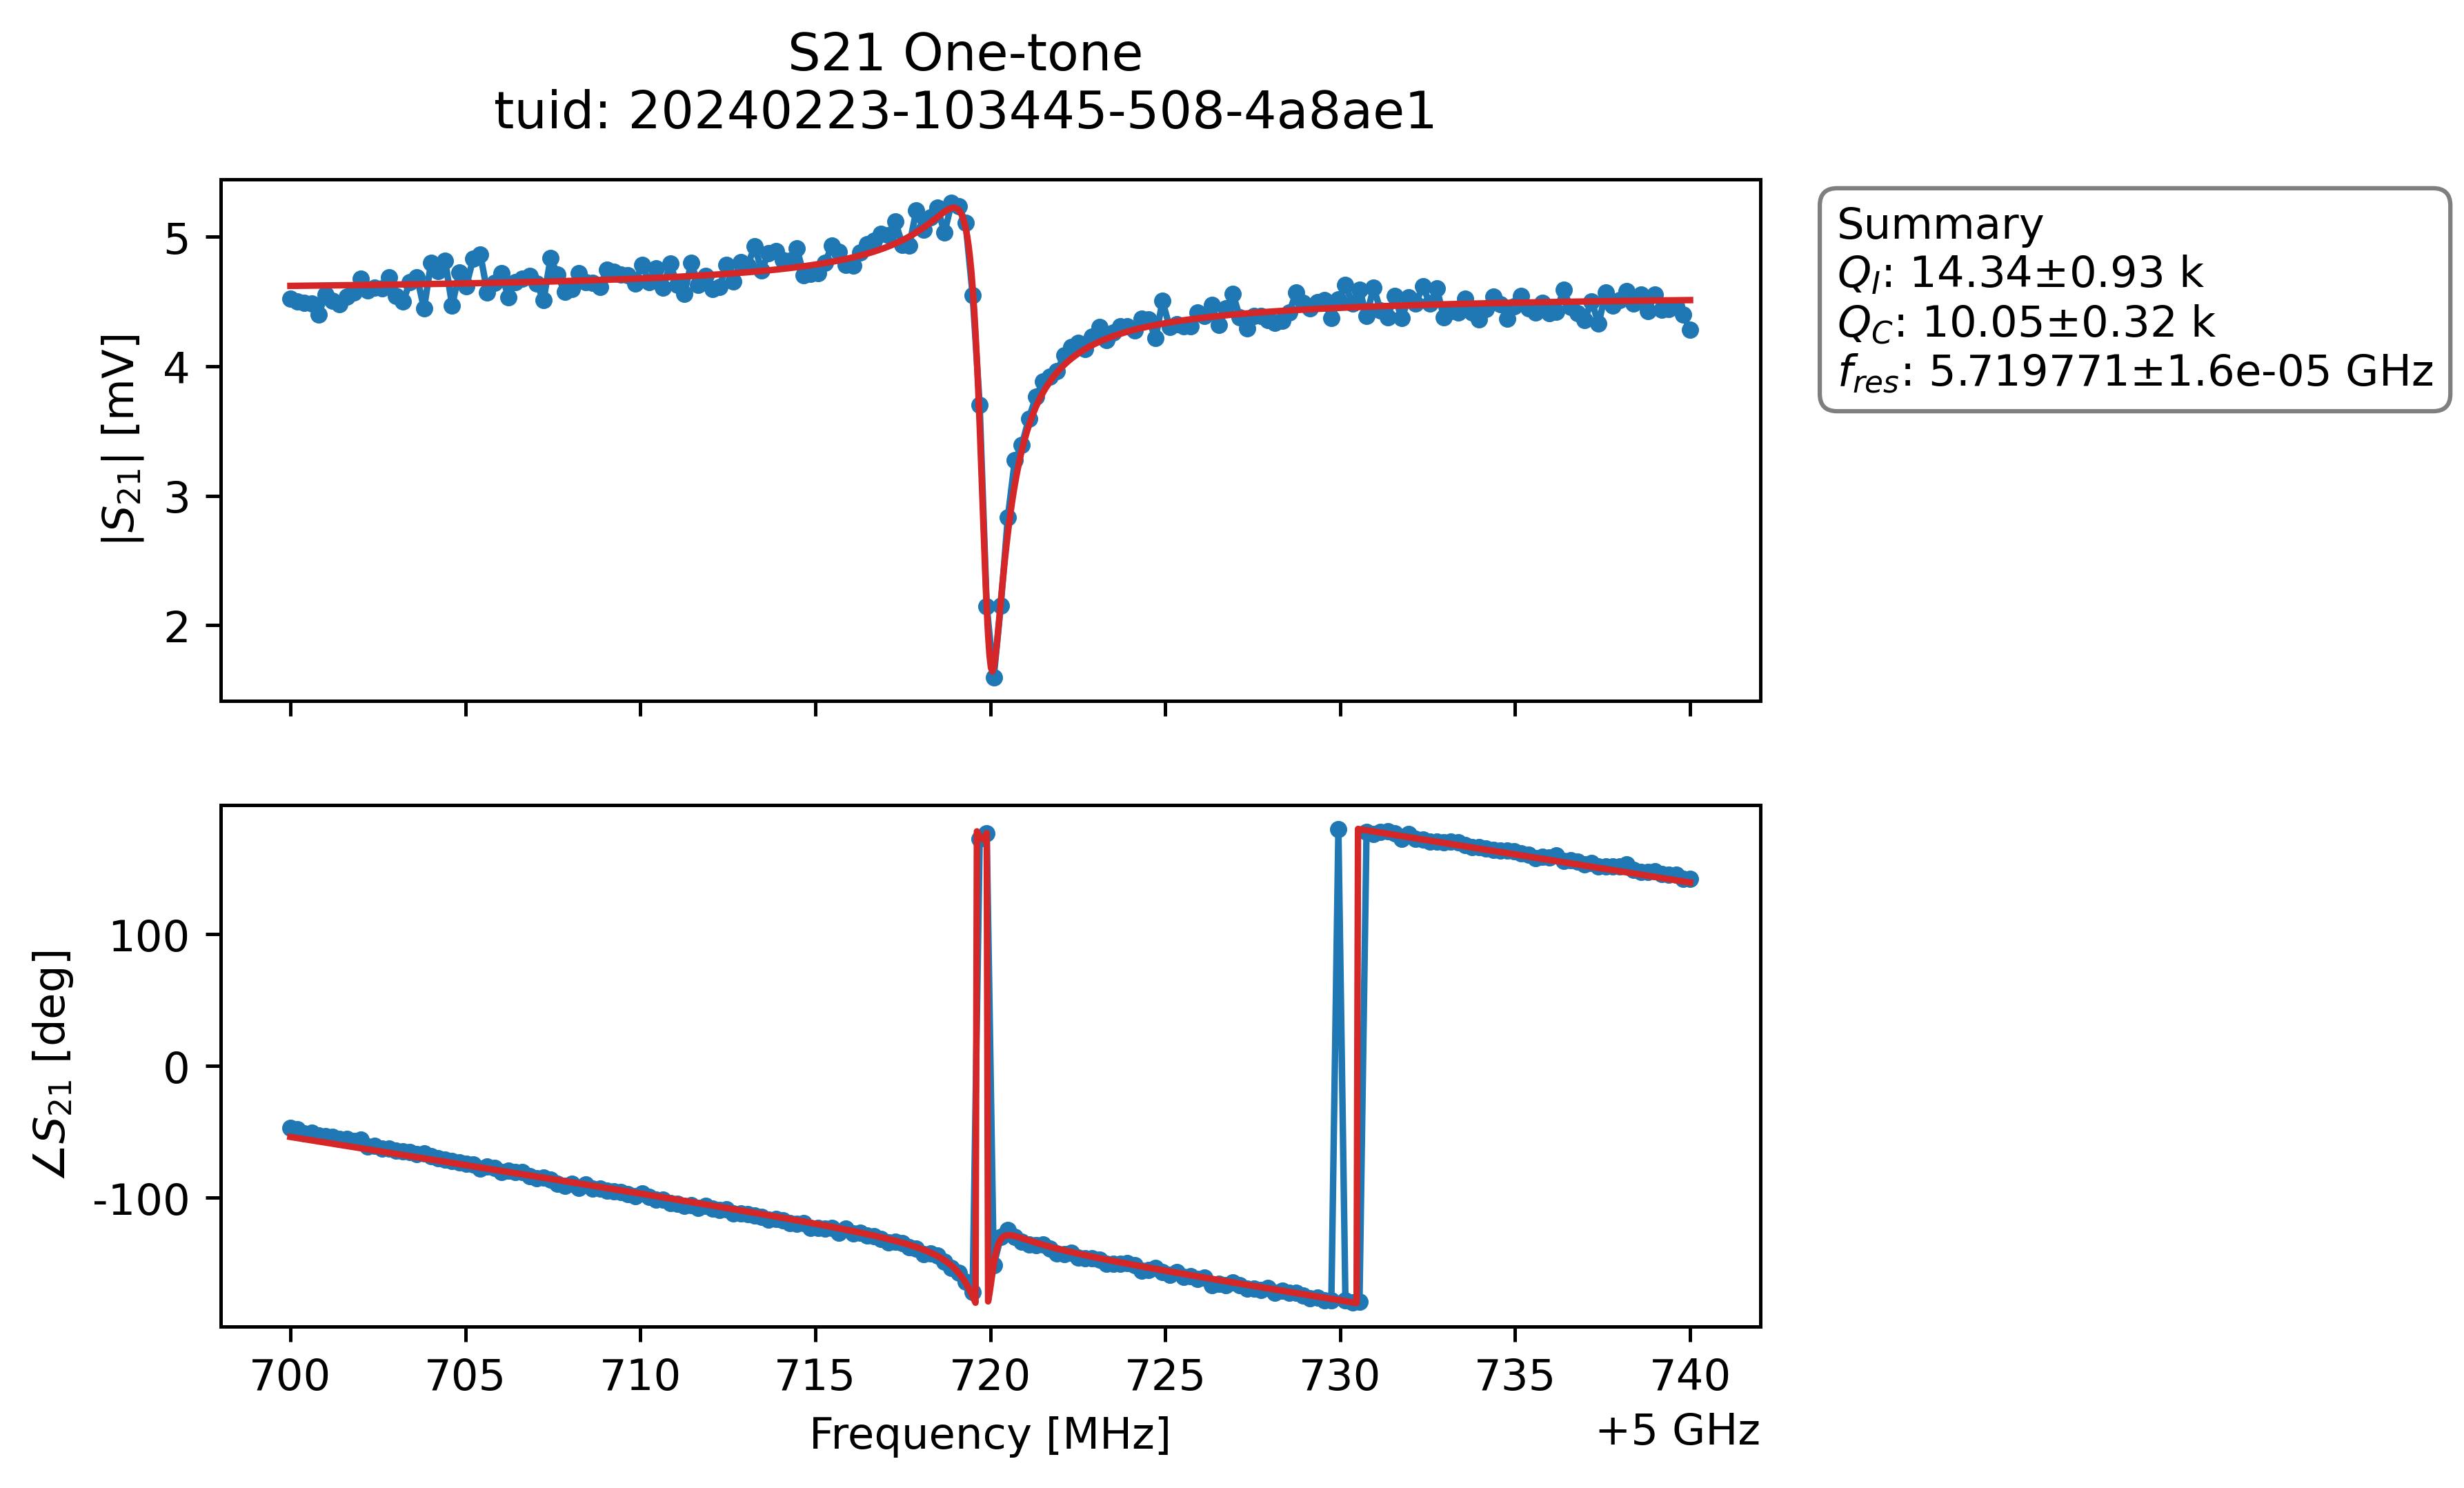 S21 One-tone
tuid: 20240223-103445-508-4a8ae1
|S₂₁| [mV]
5
4
3
2
Summary
Qₗ: 14.34±0.93 k
Q_C: 10.05±0.32 k
f_res: 5.719771±1.6e-05 GHz
∠S₂₁ [deg]
100
0
-100
700 705 710 715 720 725 730 735 740
Frequency [MHz]
+5 GHz